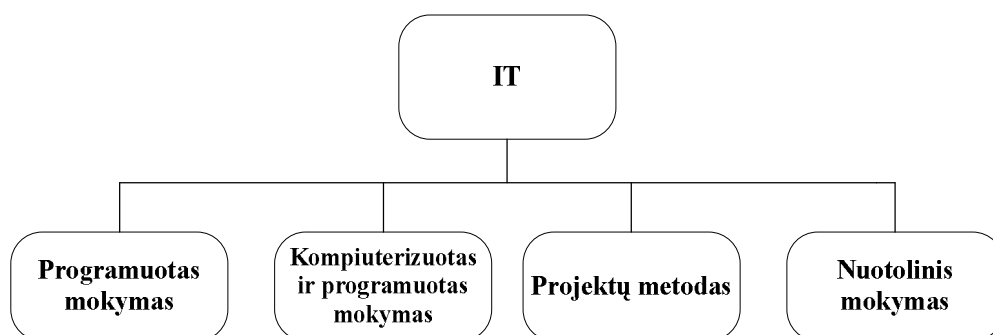 IT
Programuotas
mokymas
Kompiuterizuotas
ir programuotas
mokymas
Projektų metodas
Nuotolinis
mokymas